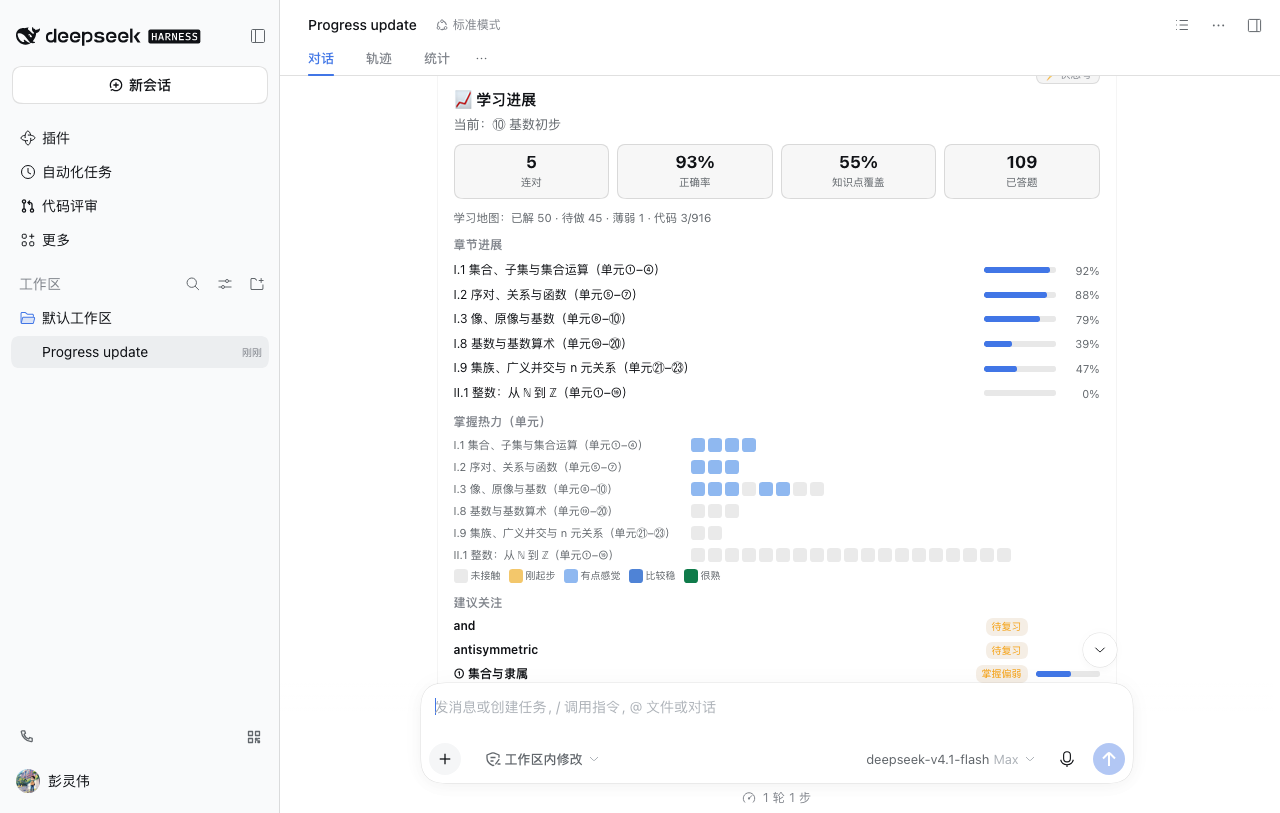 deepseek HARNESS
新会话
插件
自动化任务
代码评审
更多
工作区
默认工作区
Progress update 刚刚
彭灵伟
Progress update 标准模式
对话 轨迹 统计 ···
📈 学习进展
当前：⑩ 基数初步
5
连对
93%
正确率
55%
知识点覆盖
109
已答题
学习地图：已解 50 · 待做 45 · 薄弱 1 · 代码 3/916
章节进展
I.1 集合、子集与集合运算（单元①–④） 92%
I.2 序对、关系与函数（单元⑤–⑦） 88%
I.3 像、原像与基数（单元⑧–⑩） 79%
I.8 基数与基数算术（单元⑲–⑳） 39%
I.9 集族、广义并交与 n 元关系（单元㉑–㉓） 47%
II.1 整数：从 ℕ 到 ℤ（单元①–⑲） 0%
掌握热力（单元）
I.1 集合、子集与集合运算（单元①–④）
I.2 序对、关系与函数（单元⑤–⑦）
I.3 像、原像与基数（单元⑧–⑩）
I.8 基数与基数算术（单元⑲–⑳）
I.9 集族、广义并交与 n 元关系（单元㉑–㉓）
II.1 整数：从 ℕ 到 ℤ（单元①–⑲）
未接触 刚起步 有点感觉 比较稳 很熟
建议关注
and 待复习
antisymmetric 待复习
① 集合与隶属 掌握偏弱
发消息或创建任务, / 调用指令, @ 文件或对话
工作区内修改
deepseek-v4.1-flash Max
1 轮 1 步